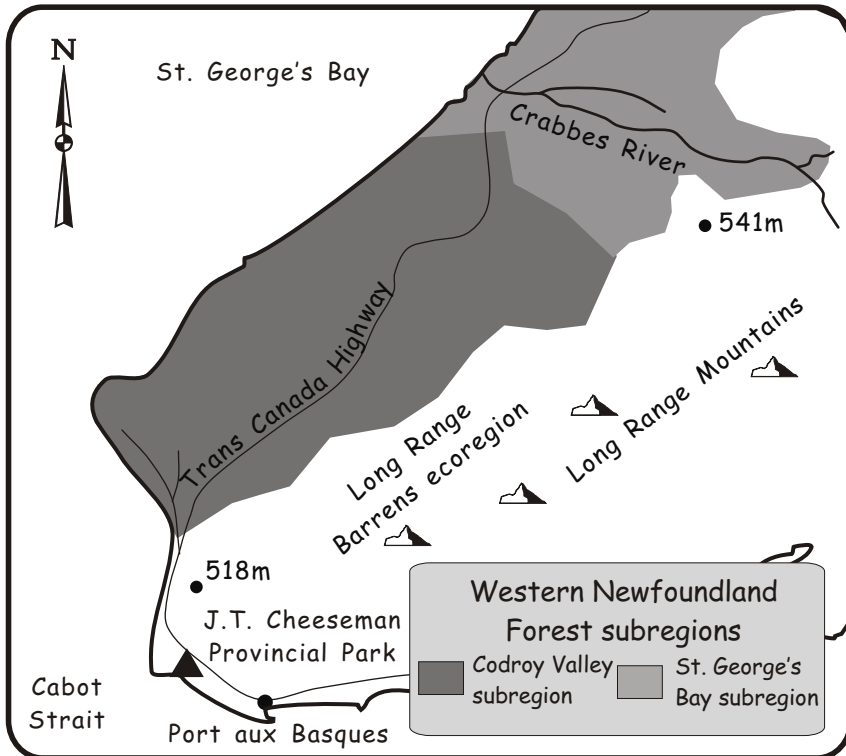 N
St. George's Bay
Crabbes River
541m
Trans Canada Highway
Long Range
Barrens ecoregion
Long Range Mountains
518m
J.T. Cheeseman
Provincial Park
Cabot
Strait
Port aux Basques
Western Newfoundland
Forest subregions
Codroy Valley
subregion
St. George's
Bay subregion